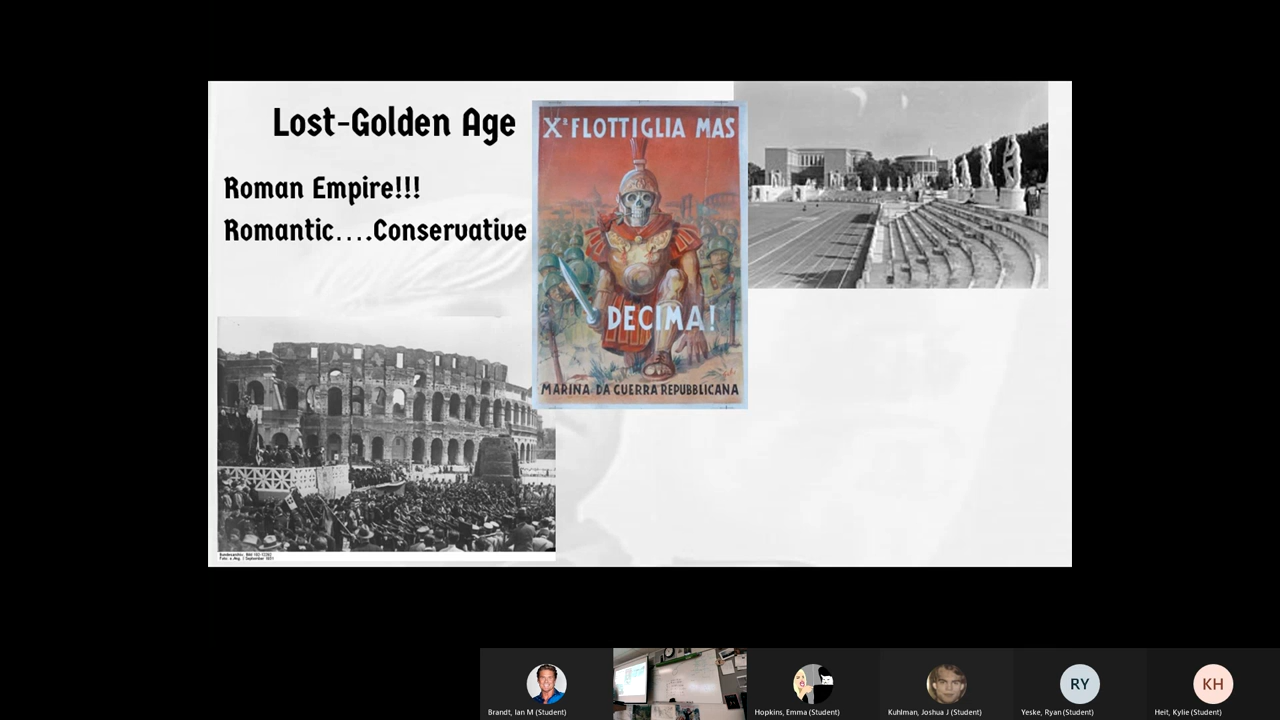 Lost-Golden Age
Roman Empire!!!
Romantic....Conservative
Xª FLOTTIGLIA MAS
DECIMA!
MARINA DA GUERRA REPUBBLICANA
Brandt, Ian M (Student)
Hopkins, Emma (Student)
Kuhlman, Joshua J (Student)
RY
Yeske, Ryan (Student)
KH
Heit, Kylie (Student)